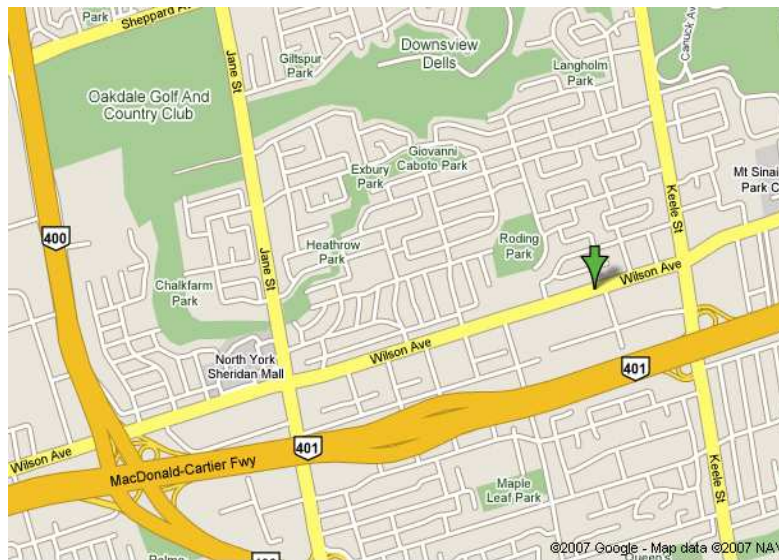 Park
Sheppard
Jane St
Giltspur
Park
Downsview
Dells
Langholm
Park
Canuck Av
Oakdale Golf And
Country Club
Giovanni
Caboto Park
Exbury
Park
Mt Sinai
Park C
Keele St
400
Jane St
Heathrow
Park
Roding
Park
Chalkfarm
Park
Wilson Ave
Wilson Ave
North York
Sheridan Mall
401
401
Wilson Ave
MacDonald-Cartier Fwy
Maple
Leaf Park
Keele St
©2007 Google - Map data ©2007 NAV